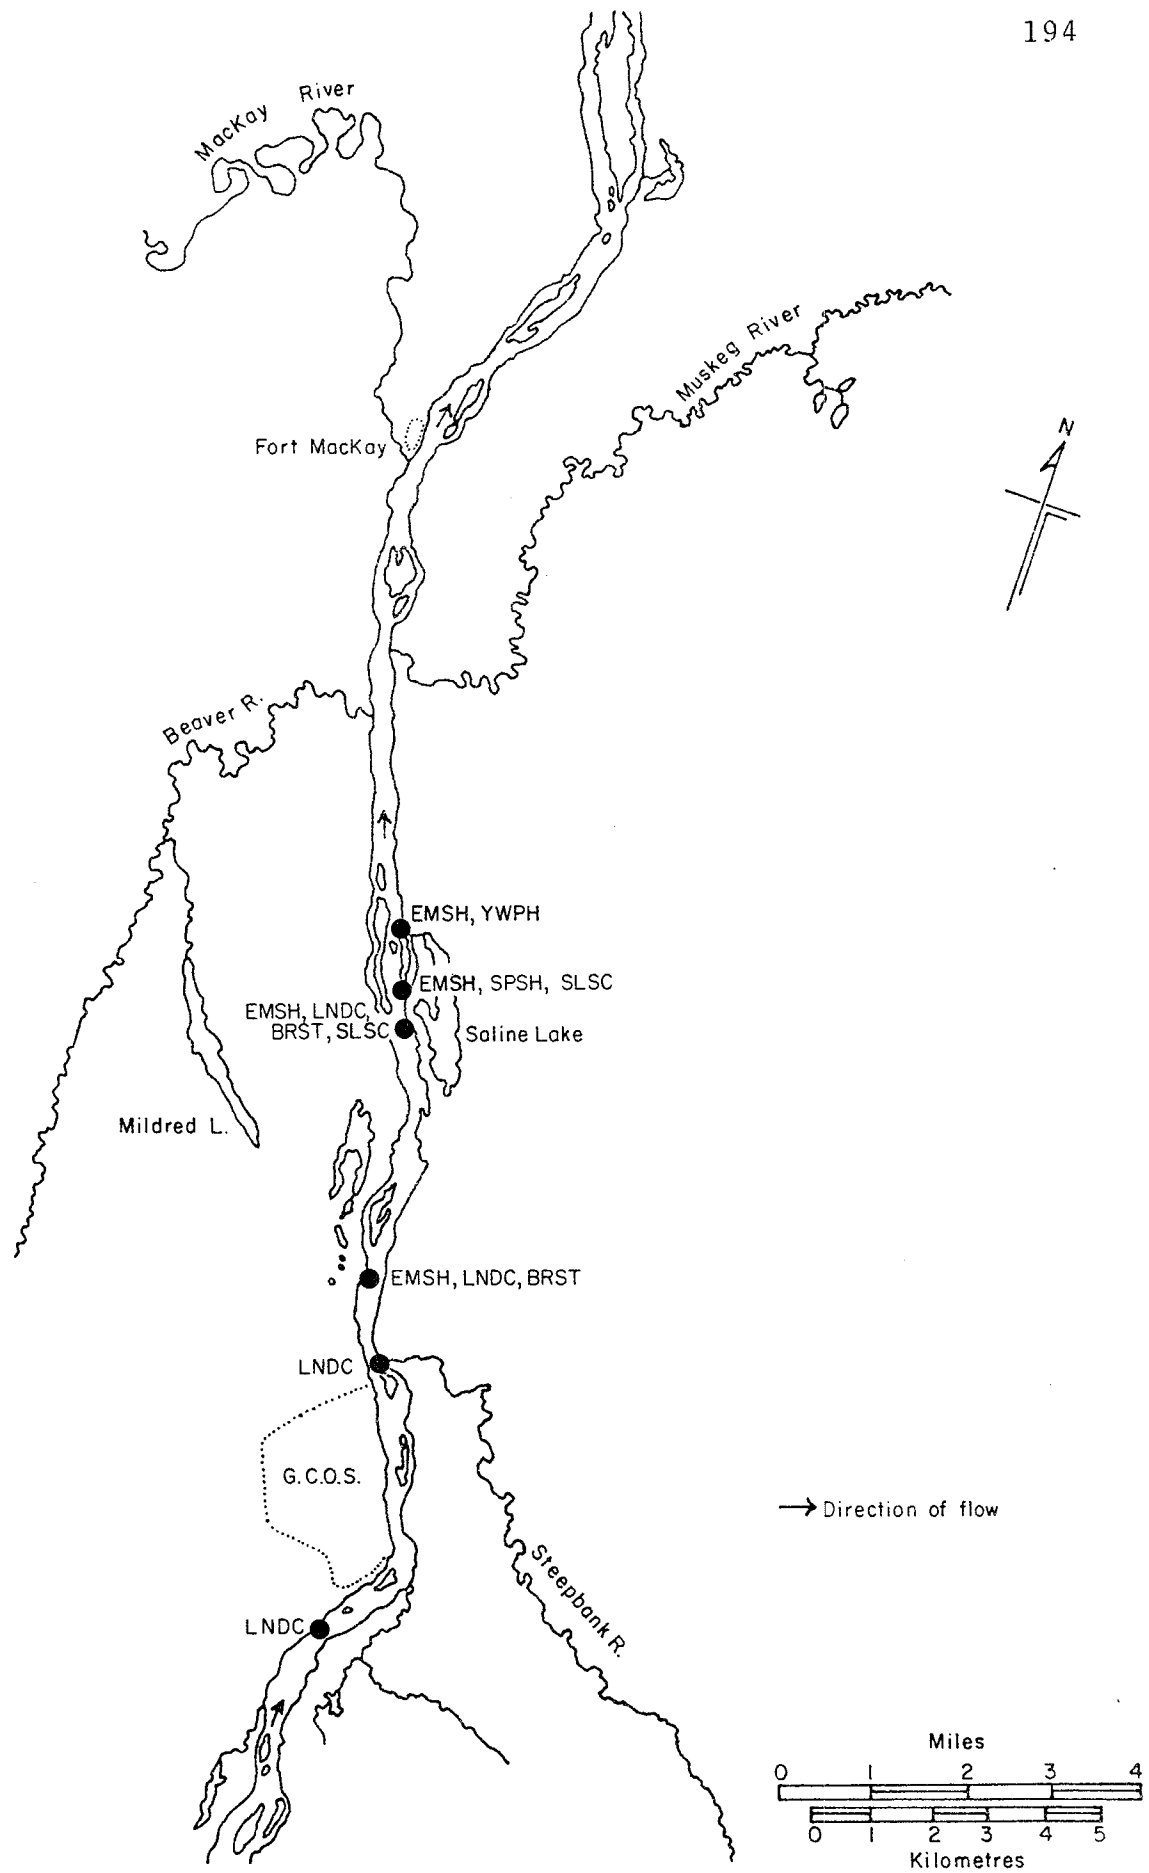 194
MacKay River
Muskeg River
N
Fort MacKay
Beaver R.
EMSH, YWPH
EMSH, SPSH, SLSC
EMSH, LNDC,
BRST, SLSC
Saline Lake
Mildred L.
EMSH, LNDC, BRST
LNDC
G.C.O.S.
Direction of flow
Steepbank R.
LNDC
Miles
0 1 2 3 4
0 1 2 3 4 5
Kilometres